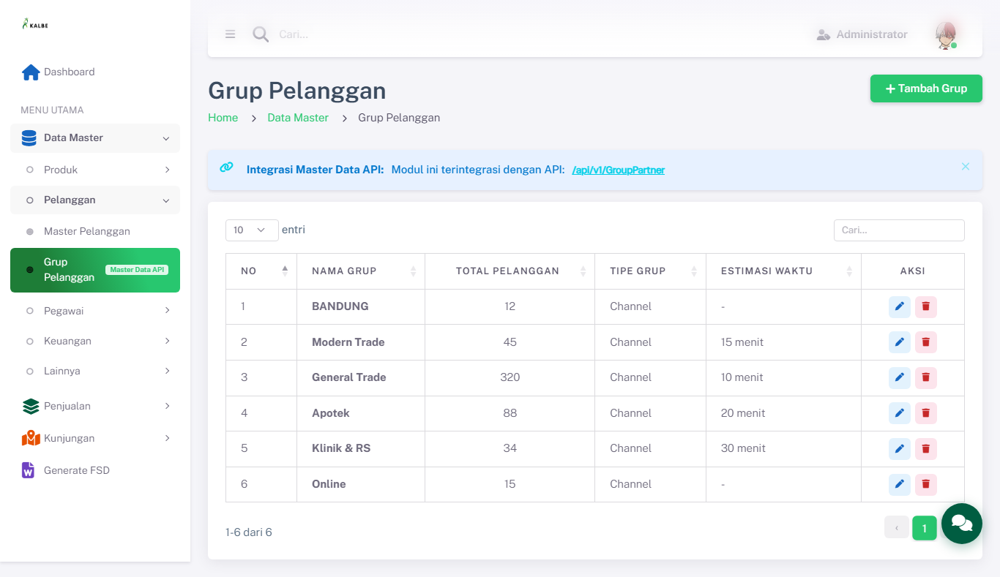 KALBE
Dashboard
MENU UTAMA
Data Master
Produk
Pelanggan
Master Pelanggan
Grup
Pelanggan
Master Data API
Pegawai
Keuangan
Lainnya
Penjualan
Kunjungan
Generate FSD
Cari...
Administrator
Grup Pelanggan
Tambah Grup
Home > Data Master > Grup Pelanggan
Integrasi Master Data API: Modul ini terintegrasi dengan API: /api/v1/GroupPartner
10 entri
Cari...
NO NAMA GRUP TOTAL PELANGGAN TIPE GRUP ESTIMASI WAKTU AKSI
1 BANDUNG 12 Channel -
2 Modern Trade 45 Channel 15 menit
3 General Trade 320 Channel 10 menit
4 Apotek 88 Channel 20 menit
5 Klinik & RS 34 Channel 30 menit
6 Online 15 Channel -
1-6 dari 6
‹ 1